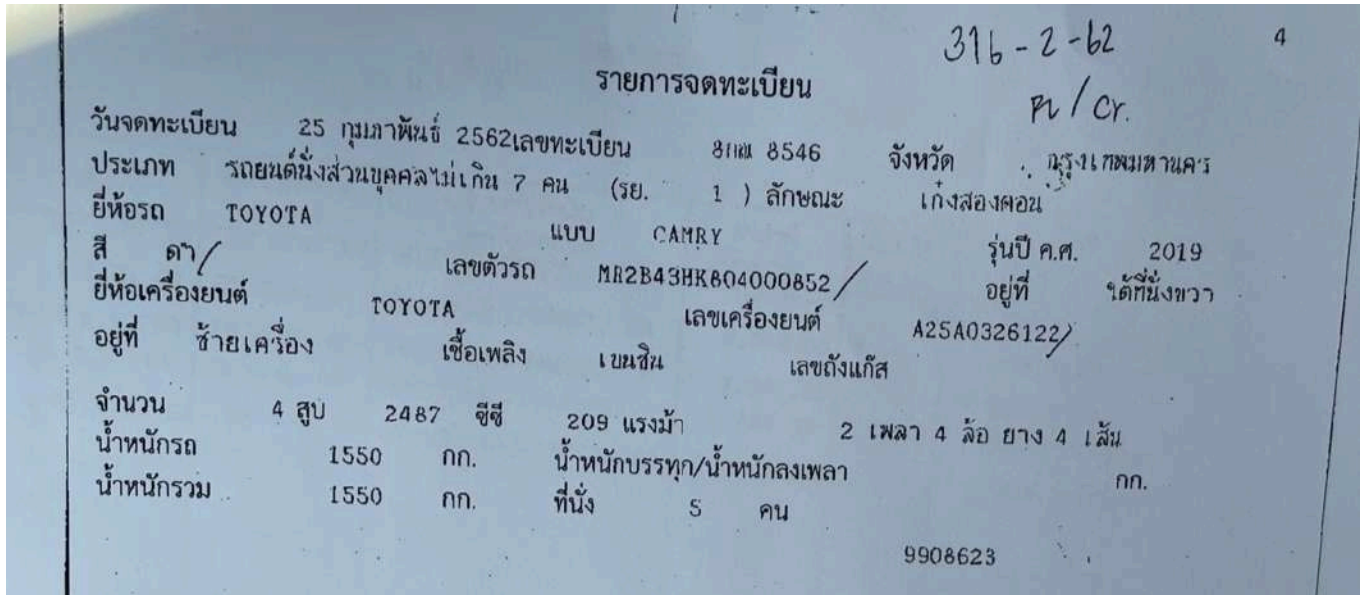 316-2-62
4
รายการจดทะเบียน
/ Cr.
วันจดทะเบียน 25 กุมภาพันธ์ 2562 เลขทะเบียน 8546 จังหวัด กรุงเทพมหานคร
ประเภท รถยนต์นั่งส่วนบุคคลไม่เกิน 7 คน (รย. 1 ) ลักษณะ เก๋งสองตอน
ยี่ห้อรถ TOYOTA แบบ CAMRY รุ่นปี ค.ศ. 2019
สี ดำ/ เลขตัวรถ MR2B43HK804000852/ อยู่ที่ ใต้ที่นั่งขวา
ยี่ห้อเครื่องยนต์ TOYOTA เลขเครื่องยนต์ A25A0326122/
อยู่ที่ ซ้ายเครื่อง เชื้อเพลิง เบนซิน เลขถังแก๊ส
จำนวน 4 สูบ 2487 ซีซี 209 แรงม้า 2 เพลา 4 ล้อ ยาง 4 เส้น
น้ำหนักรถ 1550 กก. น้ำหนักบรรทุก/น้ำหนักลงเพลา กก.
น้ำหนักรวม 1550 กก. ที่นั่ง 5 คน
9908623